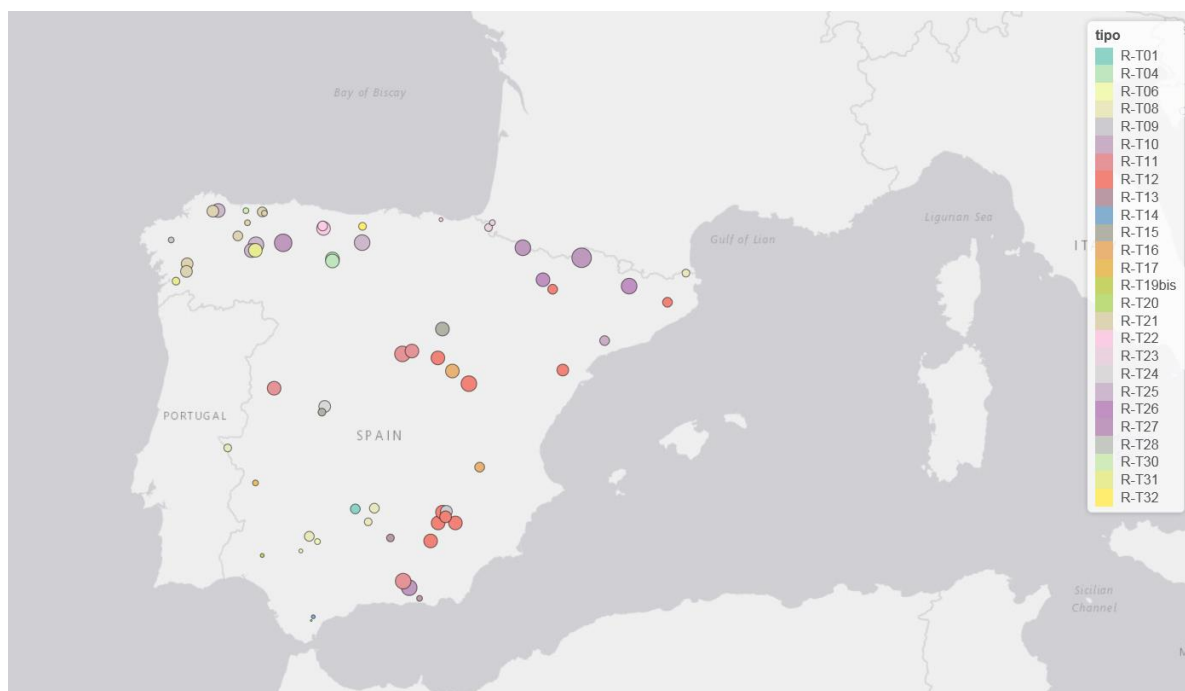 Bay of Biscay
Ligurian Sea
Gulf of Lion
PORTUGAL
SPAIN
Sicilian
Channel
tipo
R-T01
R-T04
R-T06
R-T08
R-T09
R-T10
R-T11
R-T12
R-T13
R-T14
R-T15
R-T16
R-T17
R-T19bis
R-T20
R-T21
R-T22
R-T23
R-T24
R-T25
R-T26
R-T27
R-T28
R-T30
R-T31
R-T32